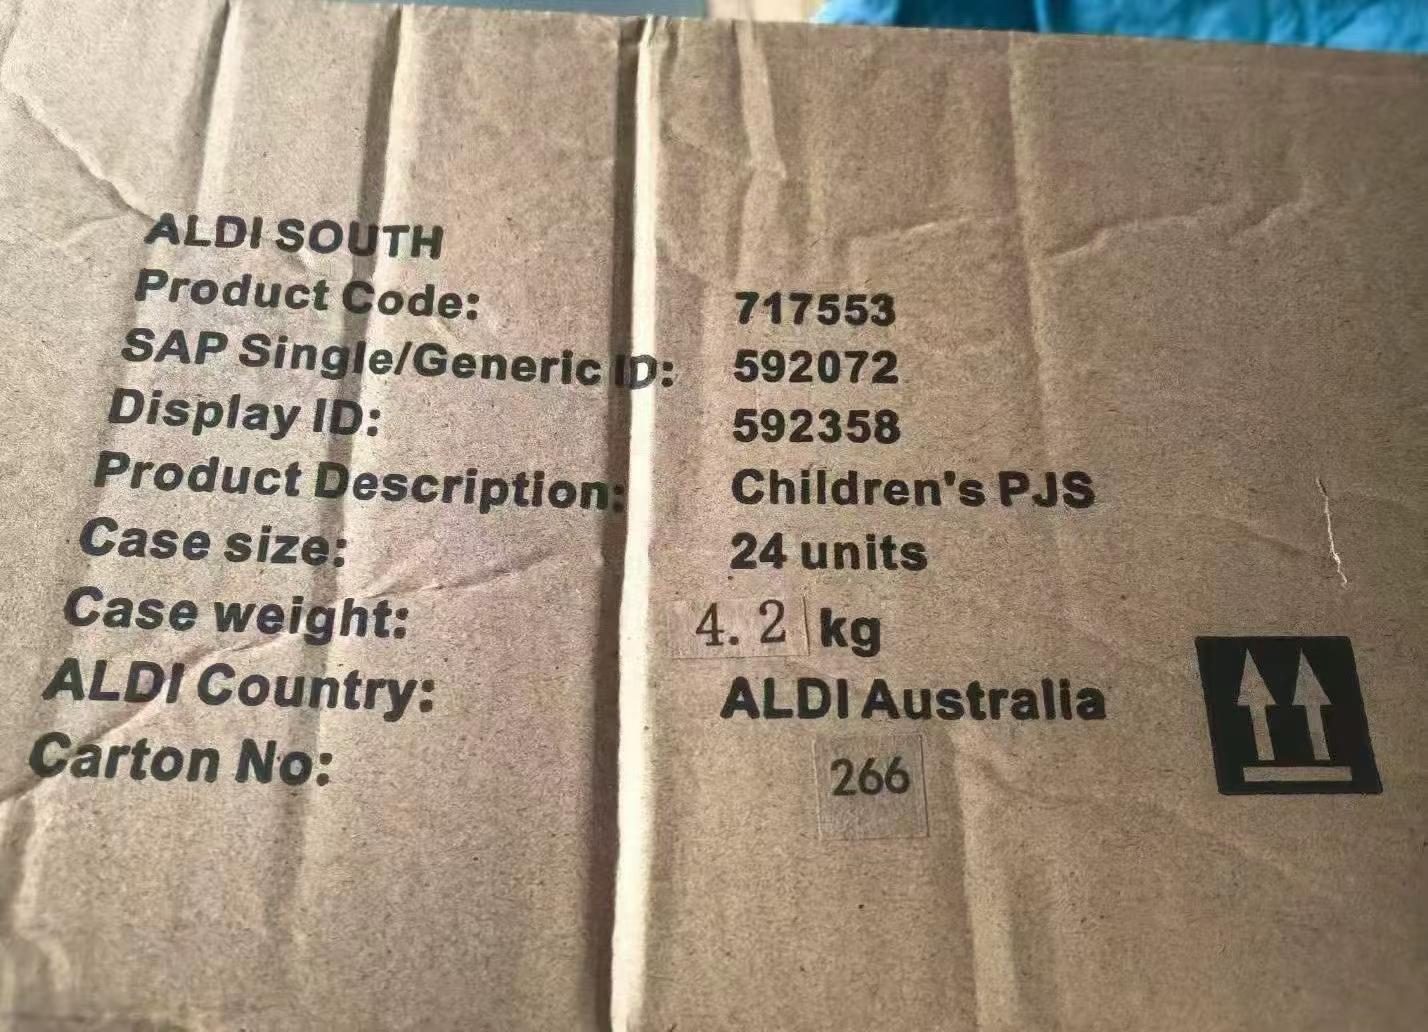 ALDI SOUTH
Product Code: 717553
SAP Single/Generic ID: 592072
Display ID: 592358
Product Description: Children's PJS
Case size: 24 units
Case weight: 4.2 kg
ALDI Country: ALDI Australia
Carton No: 266